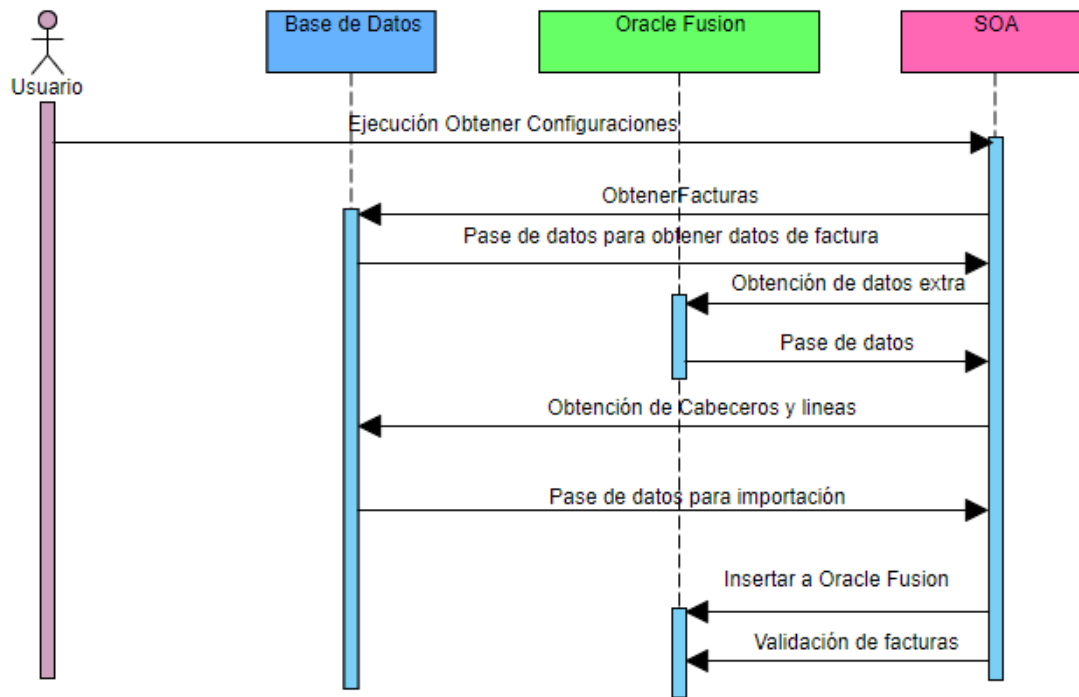 Base de Datos
Oracle Fusion
SOA
Usuario
Ejecución Obtener Configuraciones
ObtenerFacturas
Pase de datos para obtener datos de factura
Obtención de datos extra
Pase de datos
Obtención de Cabeceros y lineas
Pase de datos para importación
Insertar a Oracle Fusion
Validación de facturas